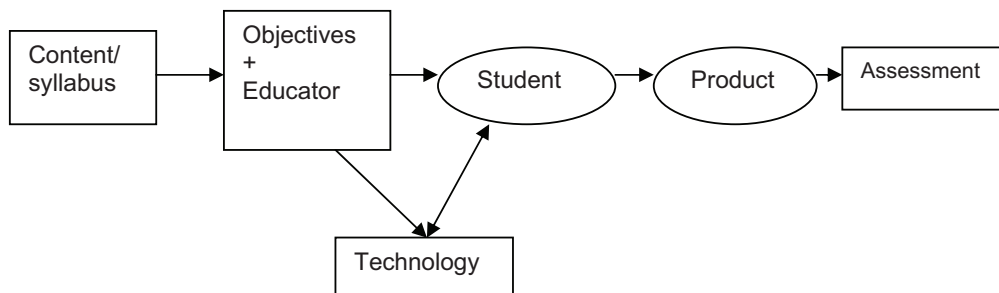 Content/
syllabus
Objectives
+
Educator
Student
Product
Assessment
Technology